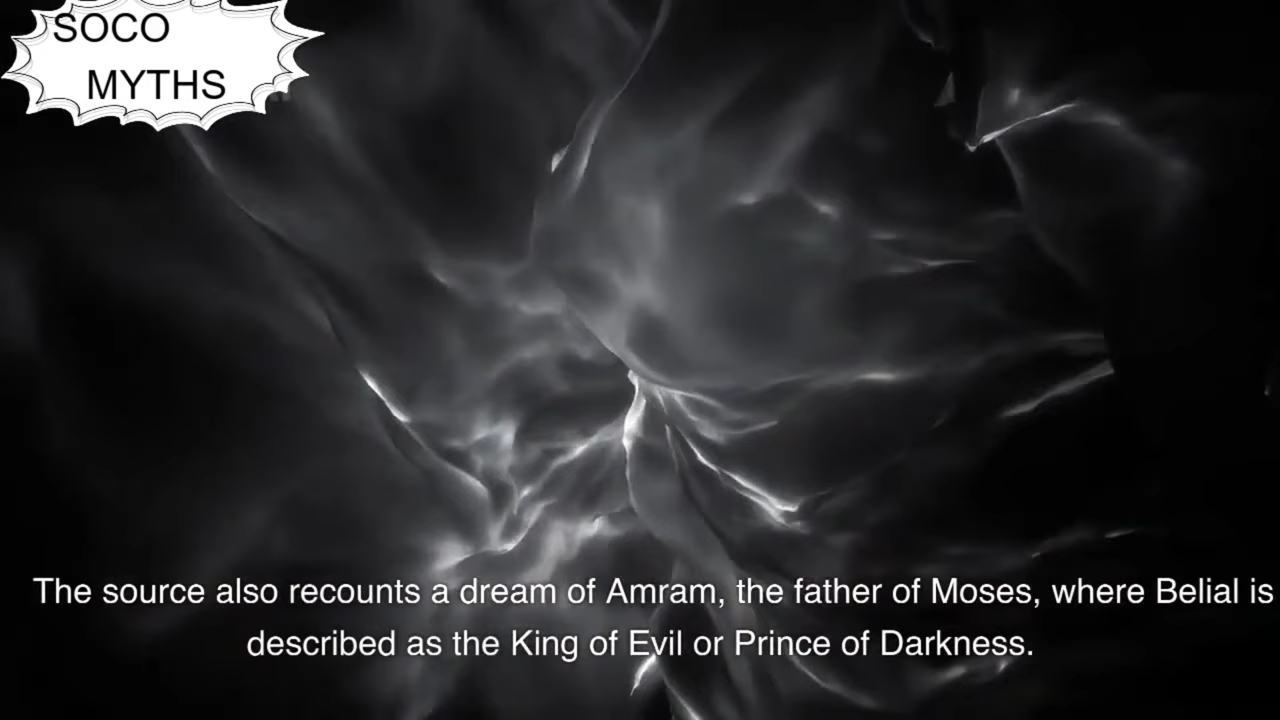 SOCO
MYTHS
The source also recounts a dream of Amram, the father of Moses, where Belial is
described as the King of Evil or Prince of Darkness.